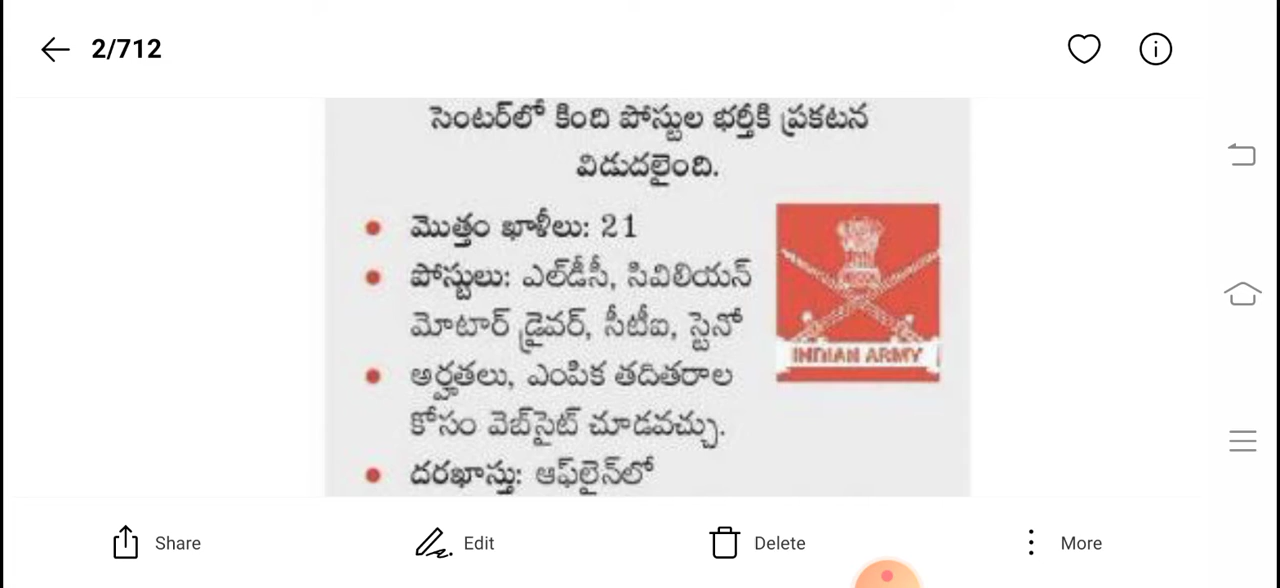 2/712
సెంటర్‌లో కింది పోస్టుల భర్తీకి ప్రకటన
విడుదలైంది.
• మొత్తం ఖాళీలు: 21
• పోస్టులు: ఎల్‌డీసీ, సివిలియన్
మోటార్ డ్రైవర్, సీటీఐ, స్టెనో
INDIAN ARMY
• అర్హతలు, ఎంపిక తదితరాల
కోసం వెబ్‌సైట్ చూడవచ్చు.
• దరఖాస్తు: ఆఫ్‌లైన్‌లో
Share Edit Delete More